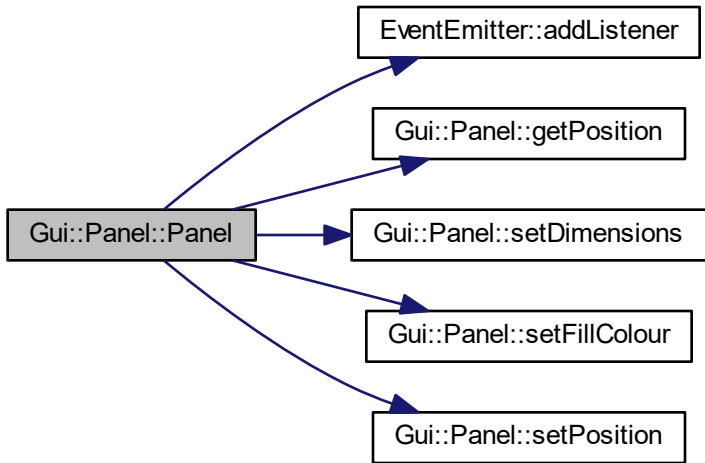 EventEmitter::addListener
Gui::Panel::getPosition
Gui::Panel::Panel
Gui::Panel::setDimensions
Gui::Panel::setFillColour
Gui::Panel::setPosition